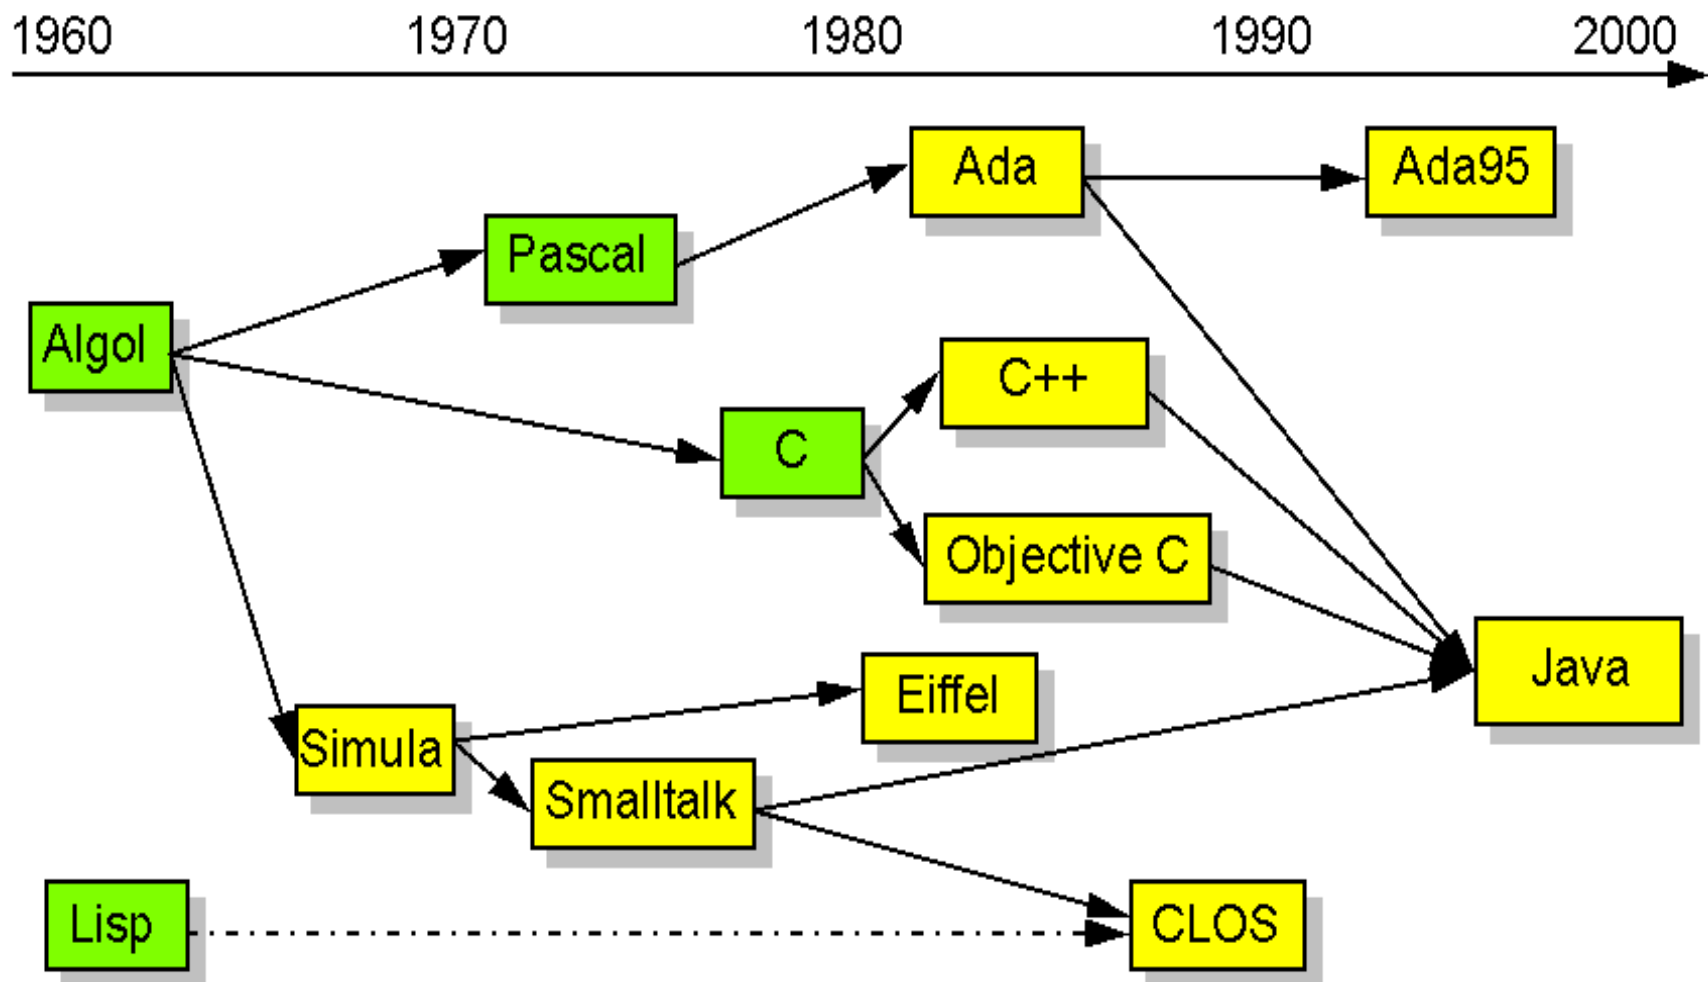 1960 1970 1980 1990 2000
Ada
Ada95
Pascal
Algol
C++
C
Objective C
Eiffel
Java
Simula
Smalltalk
Lisp
CLOS